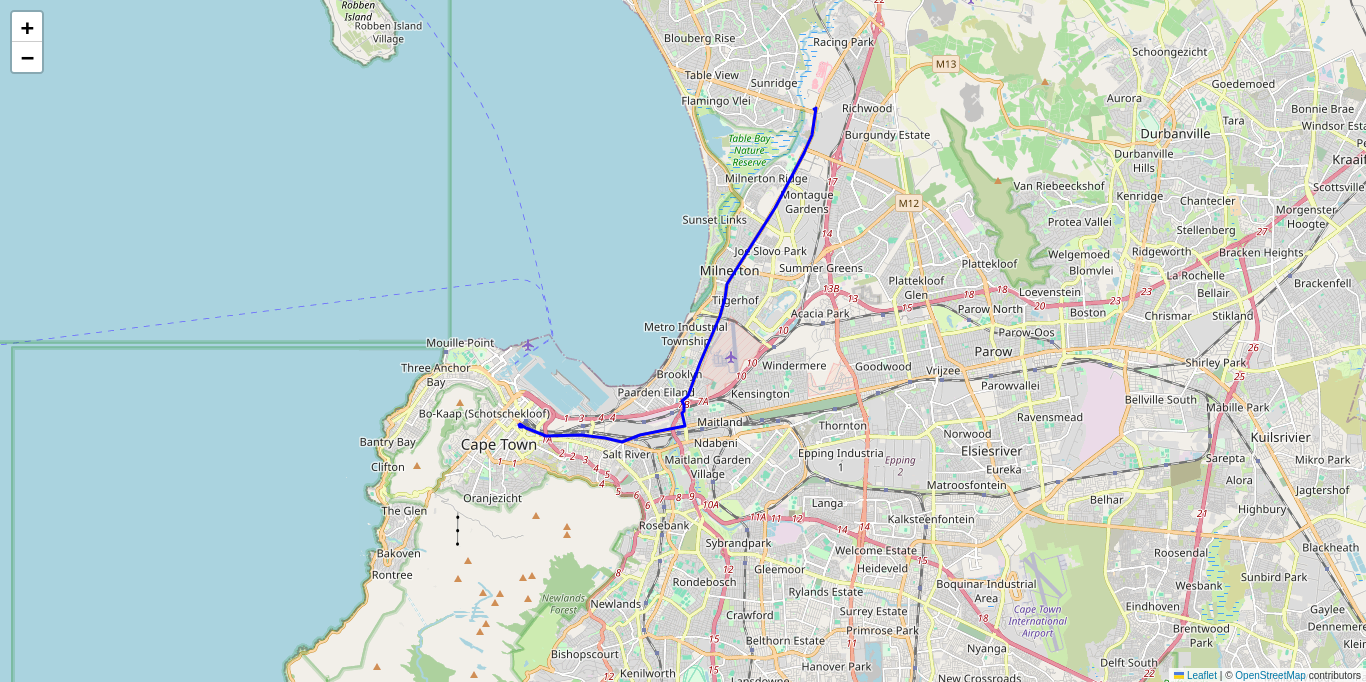 +
−
Robben
Island
Robben Island
Village
Blouberg Rise
Racing Park
22
M13
Schoongezicht
Table View
Sunridge
Goedemoed
Flamingo Vlei
Richwood
Aurora
Bonnie Brae
Tara
Windsor Esta
Burgundy Estate
Durbanville
Table Bay
Nature
Reserve
Durbanville
Hills
Kraaif
Milnerton Ridge
17
Van Riebeeckshof
Scottsville
Montague
Gardens
M12
Kenridge
Chantecler
Morgenster
Hoogte
Sunset Links
14
Protea Vallei
Stellenberg
27
Joe Slovo Park
Plattekloof
Welgemoed
Ridgeworth
Bracken Heights
Milnerton
Summer Greens
Blomvlei
La Rochelle
Plattekloof
Glen
13B
13
18
18
20
23
23
Loevenstein
Bellair
Brackenfell
Tijgerhof
Acacia Park
Parow North
Boston
Chrismar
Stikland
Metro Industrial
Township
10
Parow-Oos
Mouille Point
Parow
Three Anchor
Bay
Brooklyn
10
10
Windermere
Goodwood
Vrijzee
Shirley Park
25
Paarden Eiland
Kensington
Parowvallei
Bellville South
7A
Mabille Park
26
Bo-Kaap (Schotschekloof)
1
3
4
4
Maitland
Thornton
Ravensmead
Kuilsrivier
Bantry Bay
Cape Town
1A
Ndabeni
Norwood
Salt River
Maitland Garden
Village
Epping Industria
1
Epping
2
Elsiesrivier
Sarepta
Mikro Park
Clifton
1
1
2
2
3
4
5
4
Eureka
Alora
Oranjezicht
5
6
6
7
8
9
10A
Langa
Matroosfontein
Belhar
Jagtershof
The Glen
11A
11
12
14
14
Kalksteenfontein
21
Highbury
Rosebank
Sybrandpark
Welcome Estate
15
Roosendal
Blackheath
Bakoven
Rontree
8
Rondebosch
12
Gleemoor
Heideveld
Boquinar Industrial
Area
Wesbank
Sunbird Park
Newlands
Forest
Newlands
Rylands Estate
Cape Town
International
Airport
Eindhoven
Gaylee
Crawford
Surrey Estate
Dennemere
15
Belthorn Estate
Primrose Park
Brentwood
Park
Bishopscourt
Nyanga
Klein
Kenilworth
12
Lansdowne
15
Hanover Park
New Crossroads
Delft South
22
Leaflet | © OpenStreetMap contributors